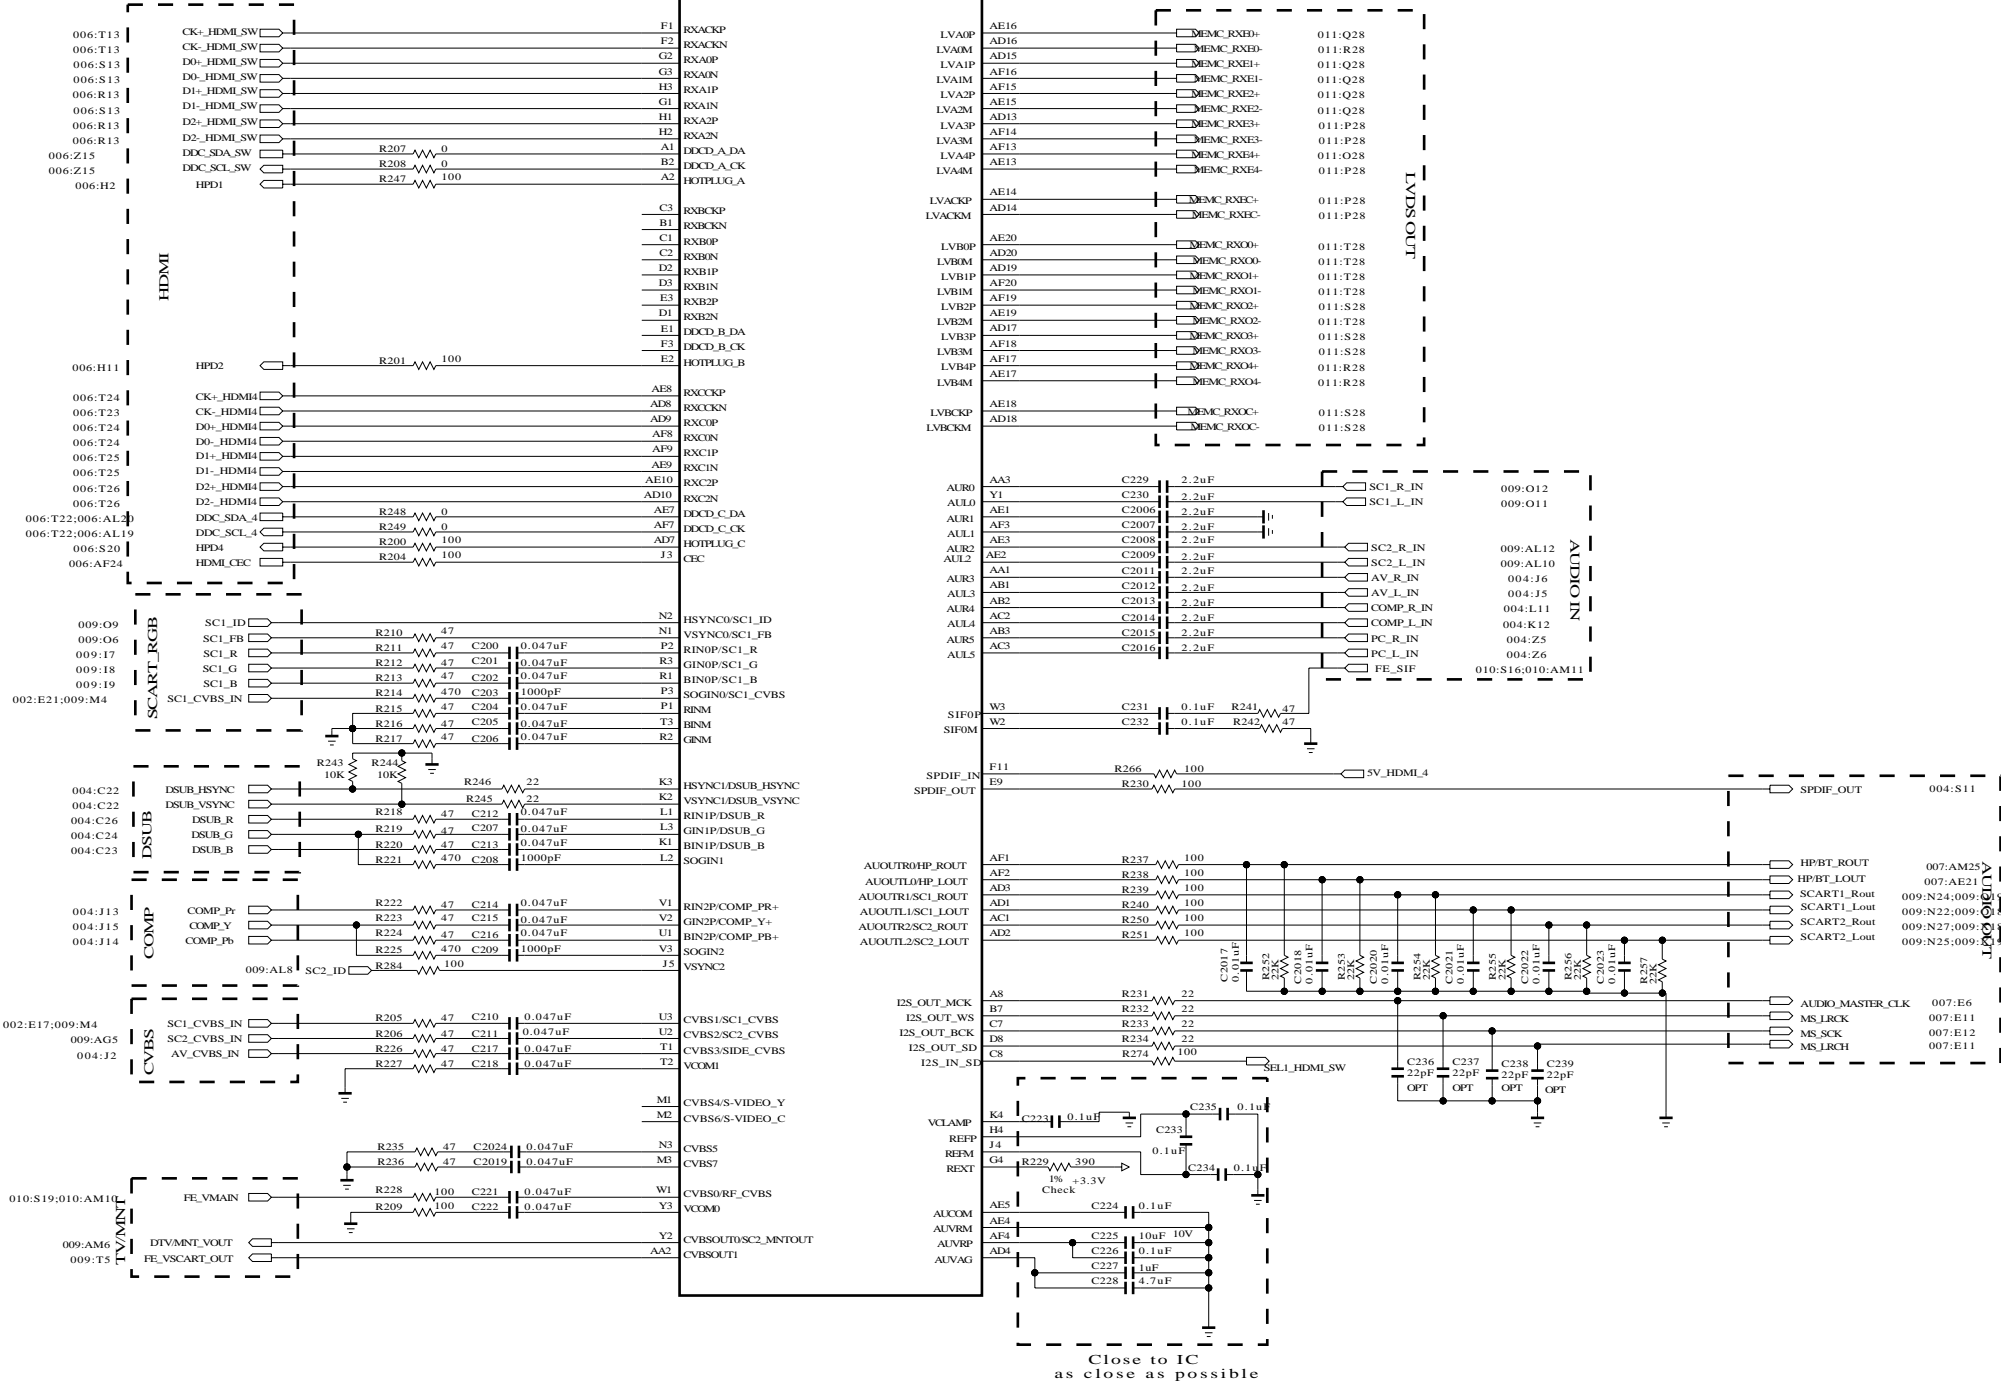 006:T13 CK+_HDMI_SW F1 RXACKP
006:T13 CK-_HDMI_SW F2 RXACKN
006:S13 D0+_HDMI_SW G2 RXA0P
006:S13 D0-_HDMI_SW G3 RXA0N
006:R13 D1+_HDMI_SW H3 RXA1P
006:S13 D1-_HDMI_SW G1 RXA1N
006:R13 D2+_HDMI_SW H1 RXA2P
006:R13 D2-_HDMI_SW H2 RXA2N
006:Z15 DDC_SDA_SW R207 0 A1 DDCD_A_DA
006:Z15 DDC_SCL_SW R208 0 B2 DDCD_A_CK
006:H2 HPD1 R247 100 A2 HOTPLUG_A
C3 RXBCKP
B1 RXBCKN
C1 RXB0P
C2 RXB0N
D2 RXB1P
D3 RXB1N
E3 RXB2P
D1 RXB2N
E1 DDCD_B_DA
F3 DDCD_B_CK
006:H11 HPD2 R201 100 E2 HOTPLUG_B
HDMI
006:T24 CK+_HDMI4 AE8 RXCCKP
006:T23 CK-_HDMI4 AD8 RXCCKN
006:T24 D0+_HDMI4 AD9 RXC0P
006:T24 D0-_HDMI4 AF8 RXC0N
006:T25 D1+_HDMI4 AF9 RXC1P
006:T25 D1-_HDMI4 AE9 RXC1N
006:T26 D2+_HDMI4 AE10 RXC2P
006:T26 D2-_HDMI4 AD10 RXC2N
006:T22;006:AL20 DDC_SDA_4 R248 0 AE7 DDCD_C_DA
006:T22;006:AL19 DDC_SCL_4 R249 0 AF7 DDCD_C_CK
006:S20 HPD4 R200 100 AD7 HOTPLUG_C
006:AF24 HDMI_CEC R204 100 J3 CEC
SCART_RGB
009:O9 SC1_ID N2 HSYNC0/SC1_ID
009:O6 SC1_FB R210 47 N1 VSYNC0/SC1_FB
009:I7 SC1_R R211 47 C200 0.047uF P2 RIN0P/SC1_R
009:I8 SC1_G R212 47 C201 0.047uF R3 GIN0P/SC1_G
009:I9 SC1_B R213 47 C202 0.047uF R1 BIN0P/SC1_B
002:E21;009:M4 SC1_CVBS_IN R214 470 C203 1000pF P3 SOGIN0/SC1_CVBS
R215 47 C204 0.047uF P1 RINM
R216 47 C205 0.047uF T3 BINM
R217 47 C206 0.047uF R2 GINM
R243 10K R244 10K
DSUB
004:C22 DSUB_HSYNC R246 22 K3 HSYNC1/DSUB_HSYNC
004:C22 DSUB_VSYNC R245 22 K2 VSYNC1/DSUB_VSYNC
004:C26 DSUB_R R218 47 C212 0.047uF L1 RIN1P/DSUB_R
004:C24 DSUB_G R219 47 C207 0.047uF L3 GIN1P/DSUB_G
004:C23 DSUB_B R220 47 C213 0.047uF K1 BIN1P/DSUB_B
R221 470 C208 1000pF L2 SOGIN1
COMP
004:J13 COMP_Pr R222 47 C214 0.047uF V1 RIN2P/COMP_PR+
004:J15 COMP_Y R223 47 C215 0.047uF V2 GIN2P/COMP_Y+
004:J14 COMP_Pb R224 47 C216 0.047uF U1 BIN2P/COMP_PB+
R225 470 C209 1000pF V3 SOGIN2
009:AL8 SC2_ID R284 100 J5 VSYNC2
CVBS
002:E17;009:M4 SC1_CVBS_IN R205 47 C210 0.047uF U3 CVBS1/SC1_CVBS
009:AG5 SC2_CVBS_IN R206 47 C211 0.047uF U2 CVBS2/SC2_CVBS
004:J2 AV_CVBS_IN R226 47 C217 0.047uF T1 CVBS3/SIDE_CVBS
R227 47 C218 0.047uF T2 VCOM1
M1 CVBS4/S-VIDEO_Y
M2 CVBS6/S-VIDEO_C
R235 47 C2024 0.047uF N3 CVBS5
R236 47 C2019 0.047uF M3 CVBS7
TV/MNT
010:S19;010:AM10 FE_VMAIN R228 100 C221 0.047uF W1 CVBS0/RF_CVBS
R209 100 C222 0.047uF Y3 VCOM0
009:AM6 DTV/MNT_VOUT Y2 CVBSOUT0/SC2_MNTOUT
009:T5 FE_VSCART_OUT AA2 CVBSOUT1
LVA0P AE16 MEMC_RXE0+ 011:Q28
LVA0M AD16 MEMC_RXE0- 011:R28
LVA1P AD15 MEMC_RXE1+ 011:Q28
LVA1M AF16 MEMC_RXE1- 011:Q28
LVA2P AF15 MEMC_RXE2+ 011:Q28
LVA2M AE15 MEMC_RXE2- 011:Q28
LVA3P AD13 MEMC_RXE3+ 011:P28
LVA3M AF14 MEMC_RXE3- 011:P28
LVA4P AF13 MEMC_RXE4+ 011:O28
LVA4M AE13 MEMC_RXE4- 011:P28
LVACKP AE14 MEMC_RXEC+ 011:P28
LVACKM AD14 MEMC_RXEC- 011:P28
LVDS OUT
LVB0P AE20 MEMC_RXO0+ 011:T28
LVB0M AD20 MEMC_RXO0- 011:T28
LVB1P AD19 MEMC_RXO1+ 011:T28
LVB1M AF20 MEMC_RXO1- 011:T28
LVB2P AF19 MEMC_RXO2+ 011:S28
LVB2M AE19 MEMC_RXO2- 011:T28
LVB3P AD17 MEMC_RXO3+ 011:S28
LVB3M AF18 MEMC_RXO3- 011:S28
LVB4P AF17 MEMC_RXO4+ 011:R28
LVB4M AE17 MEMC_RXO4- 011:R28
LVBCKP AE18 MEMC_RXOC+ 011:S28
LVBCKM AD18 MEMC_RXOC- 011:S28
AUR0 AA3 C229 2.2uF SC1_R_IN 009:O12
AUL0 Y1 C230 2.2uF SC1_L_IN 009:O11
AUR1 AE1 C2006 2.2uF
AUL1 AF3 C2007 2.2uF
AUR2 AE3 C2008 2.2uF SC2_R_IN 009:AL12
AUL2 AE2 C2009 2.2uF SC2_L_IN 009:AL10
AUR3 AA1 C2011 2.2uF AV_R_IN 004:J6
AUL3 AB1 C2012 2.2uF AV_L_IN 004:J5
AUR4 AB2 C2013 2.2uF COMP_R_IN 004:L11
AUL4 AC2 C2014 2.2uF COMP_L_IN 004:K12
AUR5 AB3 C2015 2.2uF PC_R_IN 004:Z5
AUL5 AC3 C2016 2.2uF PC_L_IN 004:Z6
FE_SIF 010:S16;010:AM11
AUDIO IN
SIF0P W3 C231 0.1uF R241 47
SIF0M W2 C232 0.1uF R242 47
SPDIF_IN F11 R266 100 5V_HDMI_4
SPDIF_OUT E9 R230 100 SPDIF_OUT 004:S11
AUOUTR0/HP_ROUT AF1 R237 100 HP/BT_ROUT 007:AM25
AUOUTL0/HP_LOUT AF2 R238 100 HP/BT_LOUT 007:AE21
AUOUTR1/SC1_ROUT AD3 R239 100 SCART1_Rout 009:N24;009:
AUOUTL1/SC1_LOUT AD1 R240 100 SCART1_Lout 009:N22;009:
AUOUTR2/SC2_ROUT AC1 R250 100 SCART2_Rout 009:N27;009:
AUOUTL2/SC2_LOUT AD2 R251 100 SCART2_Lout 009:N25;009:
AUDIO OUT
C2017 0.01uF R252 22K C2018 0.01uF R253 22K C2020 0.01uF R254 22K C2021 0.01uF R255 22K C2022 0.01uF R256 22K C2023 0.01uF R257 22K
I2S_OUT_MCK A8 R231 22 AUDIO_MASTER_CLK 007:E6
I2S_OUT_WS B7 R232 22 MS_LRCK 007:E11
I2S_OUT_BCK C7 R233 22 MS_SCK 007:E12
I2S_OUT_SD D8 R234 22 MS_LRCH 007:E11
I2S_IN_SD C8 R274 100 SEL1_HDMI_SW
C236 22pF OPT C237 22pF OPT C238 22pF OPT C239 22pF OPT
VCLAMP K4 C223 0.1uF C235 0.1uF
REFP H4 C233 0.1uF
REFM J4 C234 0.1uF
REXT G4 R229 390 1% Check +3.3V
AUCOM AE5 C224 0.1uF
AUVRM AE4
AUVRP AF4 C225 10uF 10V
C226 0.1uF
AUVAG AD4 C227 1uF
C228 4.7uF
Close to IC
as close as possible